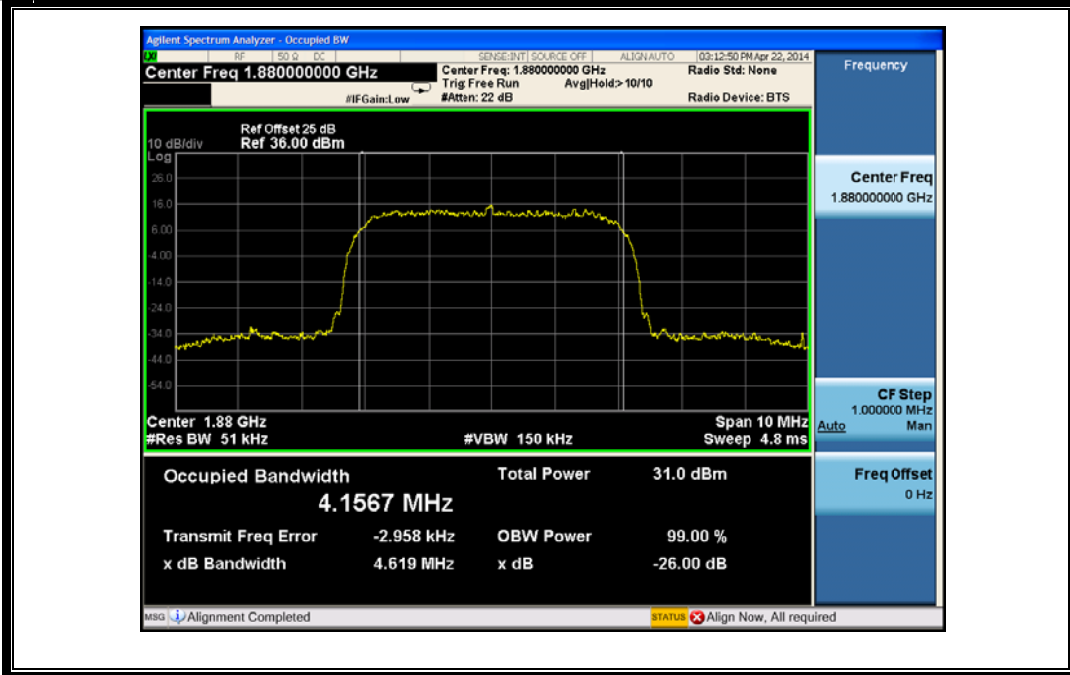 Agilent Spectrum Analyzer - Occupied BW
RF 50 Ω DC SENSE:INT SOURCE OFF ALIGN AUTO 03:12:50 PM Apr 22, 2014
Center Freq 1.880000000 GHz
Center Freq: 1.880000000 GHz
Radio Std: None
Trig: Free Run Avg|Hold:> 10/10
#IFGain:Low #Atten: 22 dB Radio Device: BTS
Ref Offset 25 dB
10 dB/div Ref 36.00 dBm
Log
26.0
16.0
6.00
-4.00
-14.0
-24.0
-34.0
-44.0
-54.0
Center 1.88 GHz Span 10 MHz
#Res BW 51 kHz #VBW 150 kHz Sweep 4.8 ms
Occupied Bandwidth Total Power 31.0 dBm
4.1567 MHz
Transmit Freq Error -2.958 kHz OBW Power 99.00 %
x dB Bandwidth 4.619 MHz x dB -26.00 dB
Frequency
Center Freq
1.880000000 GHz
CF Step
1.000000 MHz
Auto Man
Freq Offset
0 Hz
MSG Alignment Completed STATUS Align Now, All required